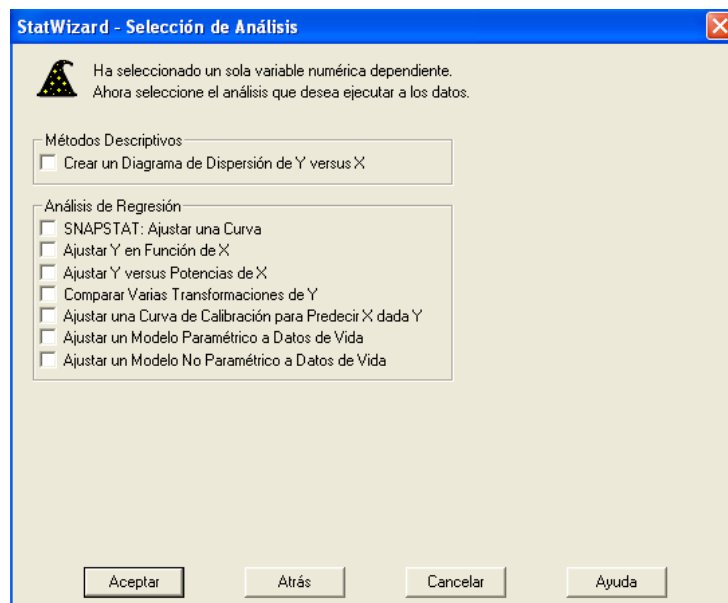 StatWizard - Selección de Análisis
Ha seleccionado un sola variable numérica dependiente.
Ahora seleccione el análisis que desea ejecutar a los datos.
Métodos Descriptivos
Crear un Diagrama de Dispersión de Y versus X
Análisis de Regresión
SNAPSTAT: Ajustar una Curva
Ajustar Y en Función de X
Ajustar Y versus Potencias de X
Comparar Varias Transformaciones de Y
Ajustar una Curva de Calibración para Predecir X dada Y
Ajustar un Modelo Paramétrico a Datos de Vida
Ajustar un Modelo No Paramétrico a Datos de Vida
Aceptar Atrás Cancelar Ayuda